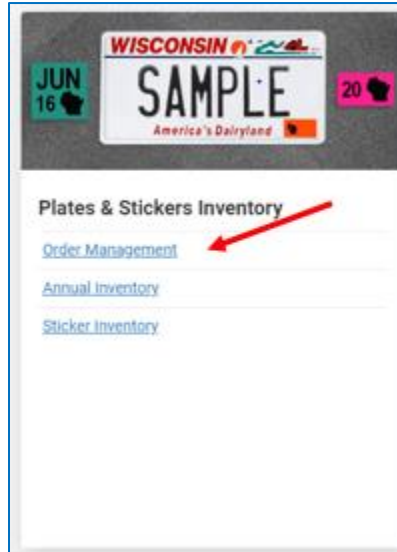 WISCONSIN
JUN
16
SAMPLE
20
America's Dairyland
Plates & Stickers Inventory
Order Management
Annual Inventory
Sticker Inventory